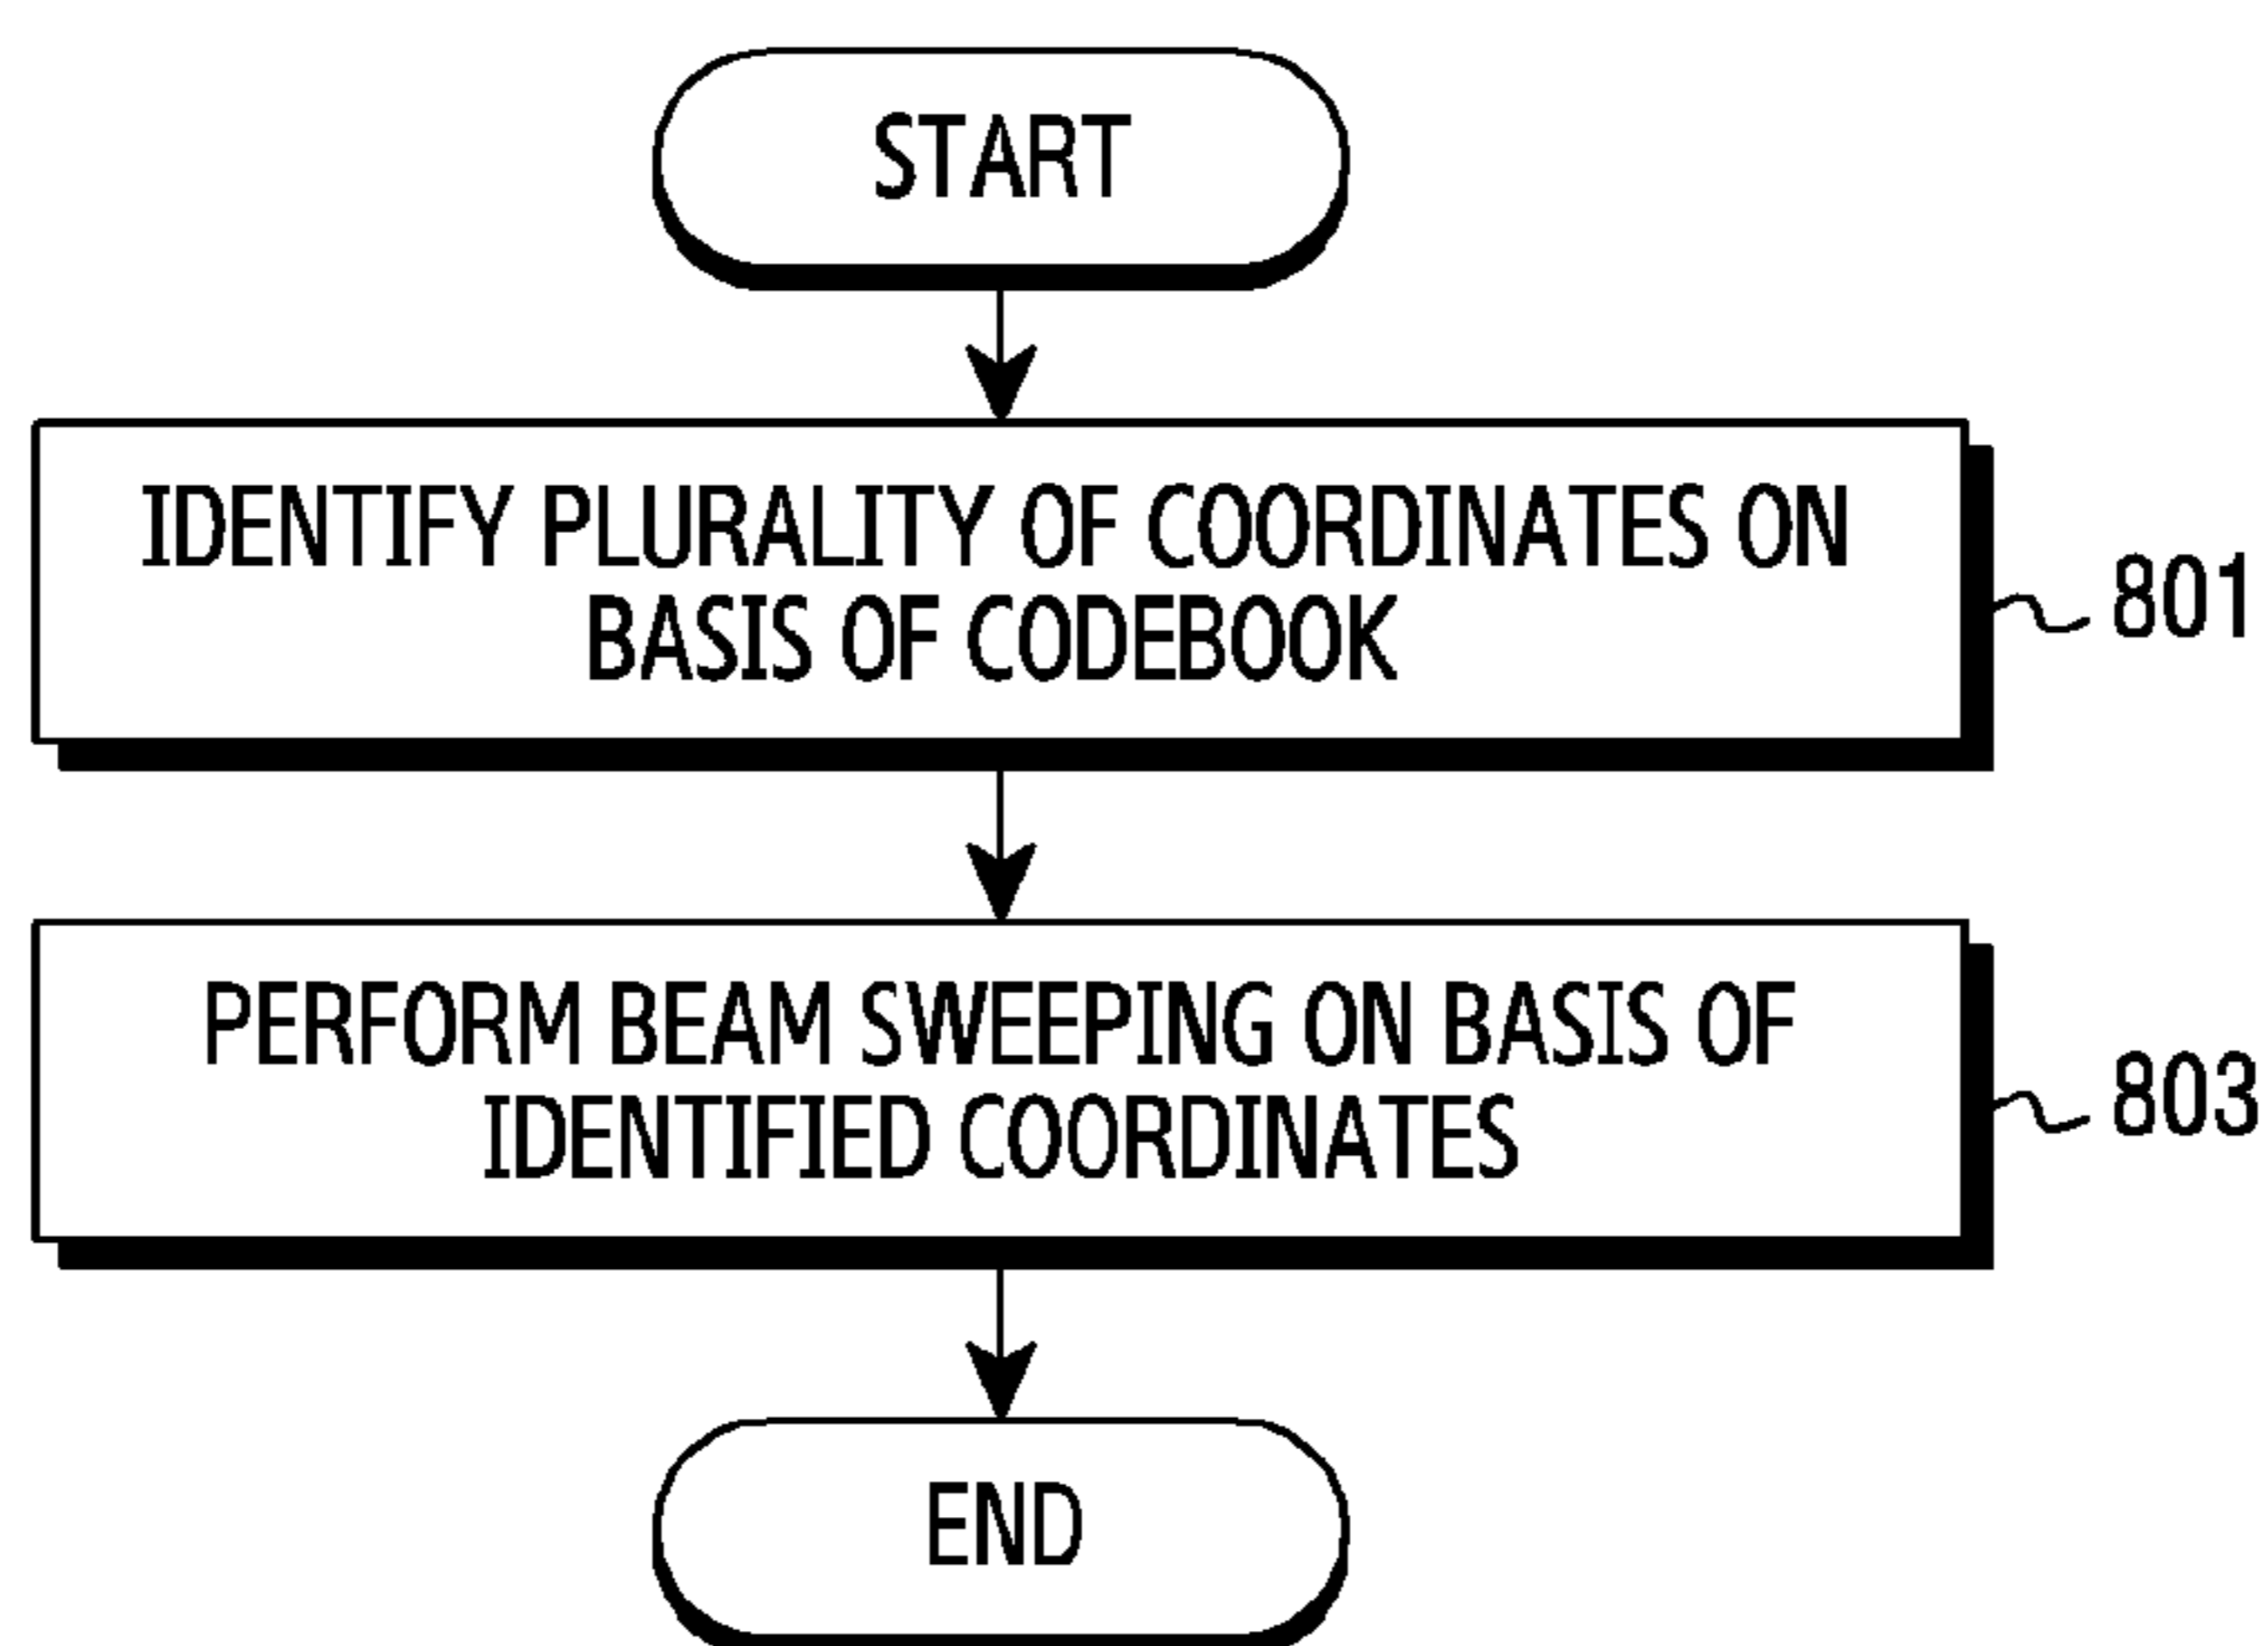 START
IDENTIFY PLURALITY OF COORDINATES ON
BASIS OF CODEBOOK
801
PERFORM BEAM SWEEPING ON BASIS OF
IDENTIFIED COORDINATES
803
END